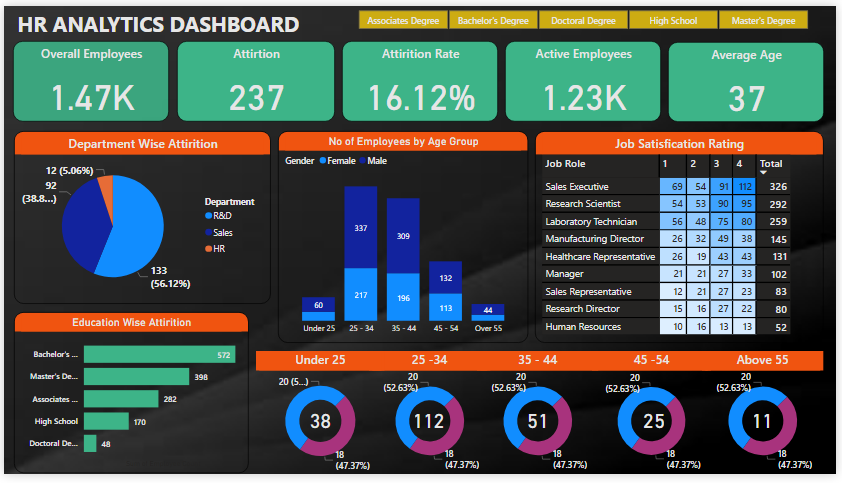 HR ANALYTICS DASHBOARD
Associates Degree
Bachelor's Degree
Doctoral Degree
High School
Master's Degree
Overall Employees
1.47K
Attirtion
237
Attirition Rate
16.12%
Active Employees
1.23K
Average Age
37
Department Wise Attirition
12 (5.06%)
92
(38.8...)
133
(56.12%)
Department
R&D
Sales
HR
No of Employees by Age Group
Gender Female Male
60
337
217
309
196
132
113
44
Under 25
25 - 34
35 - 44
45 - 54
Over 55
Job Satisfication Rating
Job Role 1 2 3 4 Total
Sales Executive 69 54 91 112 326
Research Scientist 54 53 90 95 292
Laboratory Technician 56 48 75 80 259
Manufacturing Director 26 32 49 38 145
Healthcare Representative 26 19 43 43 131
Manager 21 21 27 33 102
Sales Representative 12 21 27 23 83
Research Director 15 16 27 22 80
Human Resources 10 16 13 13 52
Education Wise Attirition
Bachelor's ... 572
Master's De... 398
Associates ... 282
High School 170
Doctoral De... 48
Under 25
20 (5...)
38
18
(47.37%)
25 -34
20
(52.63%)
112
18
(47.37%)
35 - 44
20
(52.63%)
51
18
(47.37%)
45 -54
20
(52.63%)
25
18
(47.37%)
Above 55
20
(52.63%)
11
18
(47.37%)